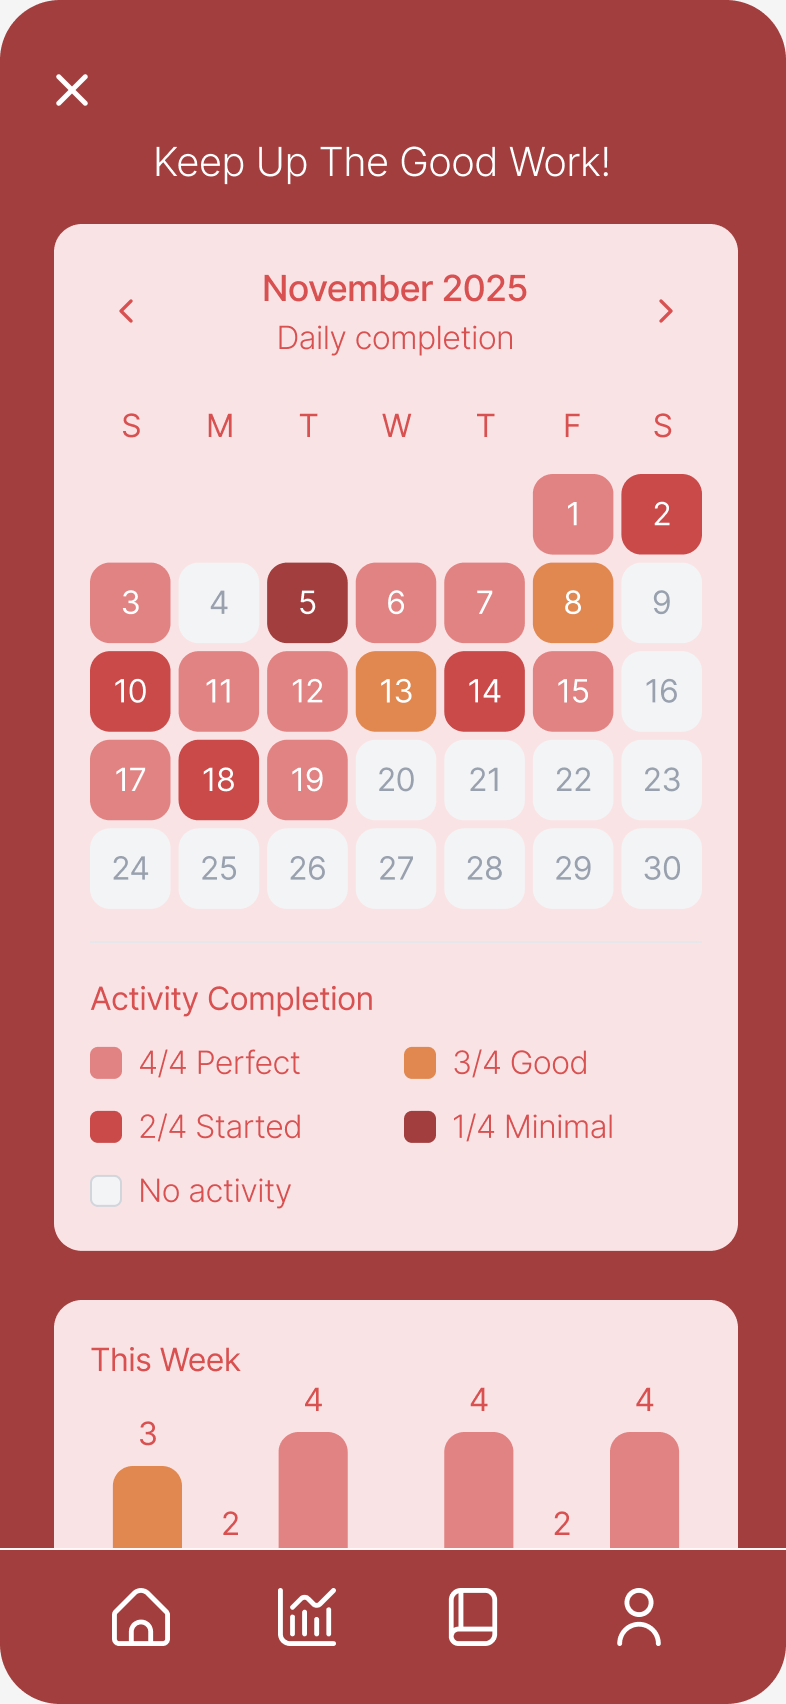 Keep Up The Good Work!
November 2025
Daily completion
S M T W T F S
1 2
3 4 5 6 7 8 9
10 11 12 13 14 15 16
17 18 19 20 21 22 23
24 25 26 27 28 29 30
Activity Completion
4/4 Perfect 3/4 Good
2/4 Started 1/4 Minimal
No activity
This Week
3 2 4 4 2 4